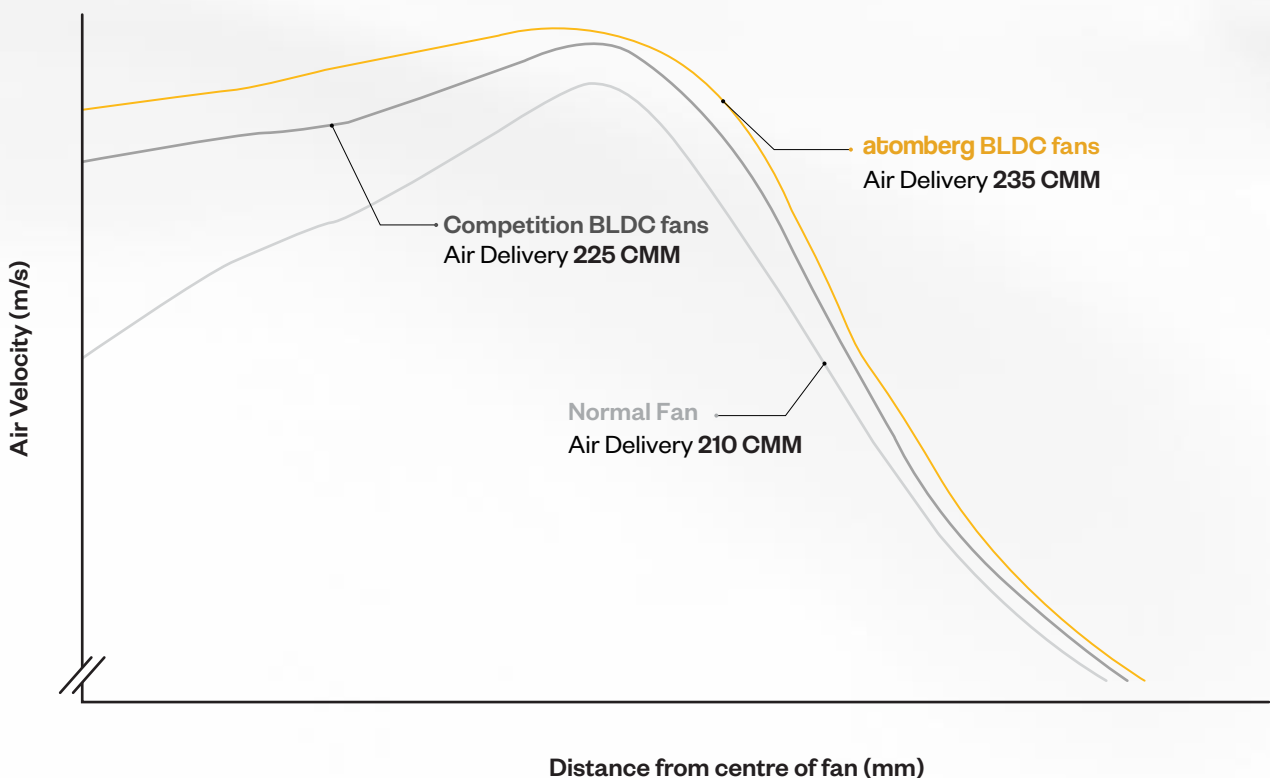 atomberg BLDC fans
Air Delivery 235 CMM
Competition BLDC fans
Air Delivery 225 CMM
Air Velocity (m/s)
Normal Fan
Air Delivery 210 CMM
Distance from centre of fan (mm)